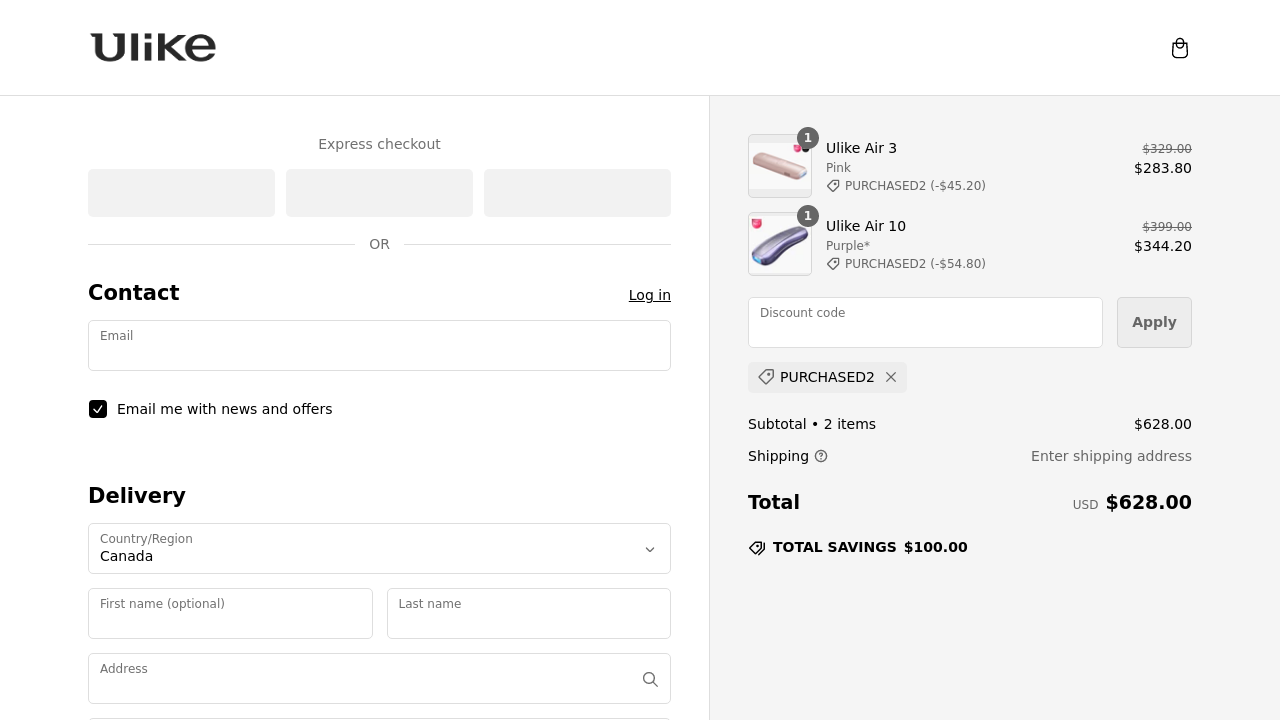 Ulike
Express checkout
OR
Contact
Log in
Email
Email me with news and offers
Delivery
Country/Region
Canada
First name (optional)
Last name
Address
1
Ulike Air 3
$329.00
Pink
$283.80
PURCHASED2 (-$45.20)
1
Ulike Air 10
$399.00
Purple*
$344.20
PURCHASED2 (-$54.80)
Discount code
Apply
PURCHASED2
Subtotal • 2 items
$628.00
Shipping
Enter shipping address
Total
USD $628.00
TOTAL SAVINGS $100.00